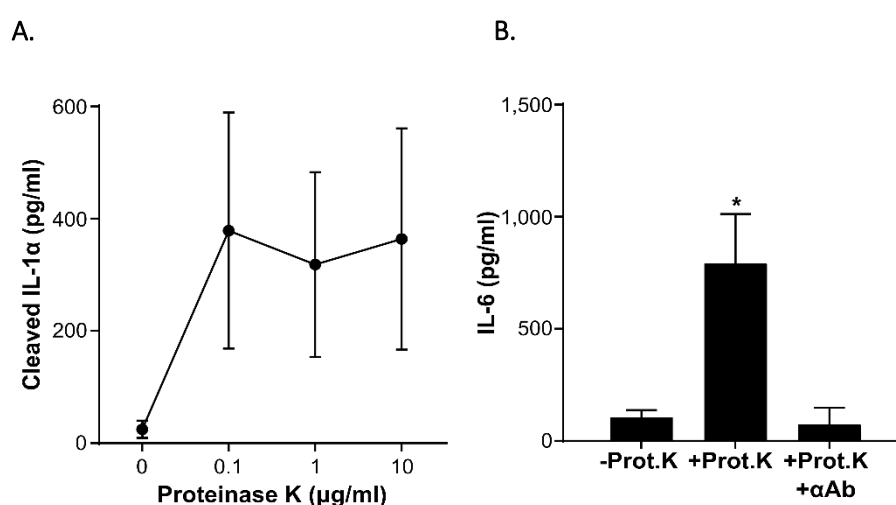 A.
B.
600
400
200
0
Cleaved IL-1α (pg/ml)
0 0.1 1 10
Proteinase K (μg/ml)
1,500
1,000
500
0
IL-6 (pg/ml)
*
-Prot.K +Prot.K +Prot.K
+αAb